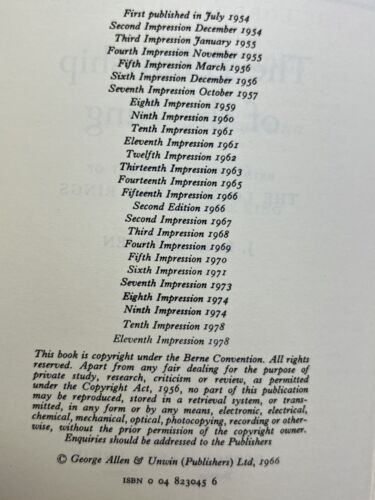 First published in July 1954
Second Impression December 1954
Third Impression January 1955
Fourth Impression November 1955
Fifth Impression March 1956
Sixth Impression December 1956
Seventh Impression October 1957
Eighth Impression 1959
Ninth Impression 1960
Tenth Impression 1961
Eleventh Impression 1961
Twelfth Impression 1962
Thirteenth Impression 1963
Fourteenth Impression 1965
Fifteenth Impression 1966
Second Edition 1966
Second Impression 1967
Third Impression 1968
Fourth Impression 1969
Fifth Impression 1970
Sixth Impression 1971
Seventh Impression 1973
Eighth Impression 1974
Ninth Impression 1974
Tenth Impression 1978
Eleventh Impression 1978
This book is copyright under the Berne Convention. All rights
reserved. Apart from any fair dealing for the purpose of
private study, research, criticism or review, as permitted
under the Copyright Act, 1956, no part of this publication
may be reproduced, stored in a retrieval system, or trans-
mitted, in any form or by any means, electronic, electrical,
chemical, mechanical, optical, photocopying, recording or other-
wise, without the prior permission of the copyright owner.
Enquiries should be addressed to the Publishers
© George Allen & Unwin (Publishers) Ltd, 1966
ISBN 0 04 823045 6